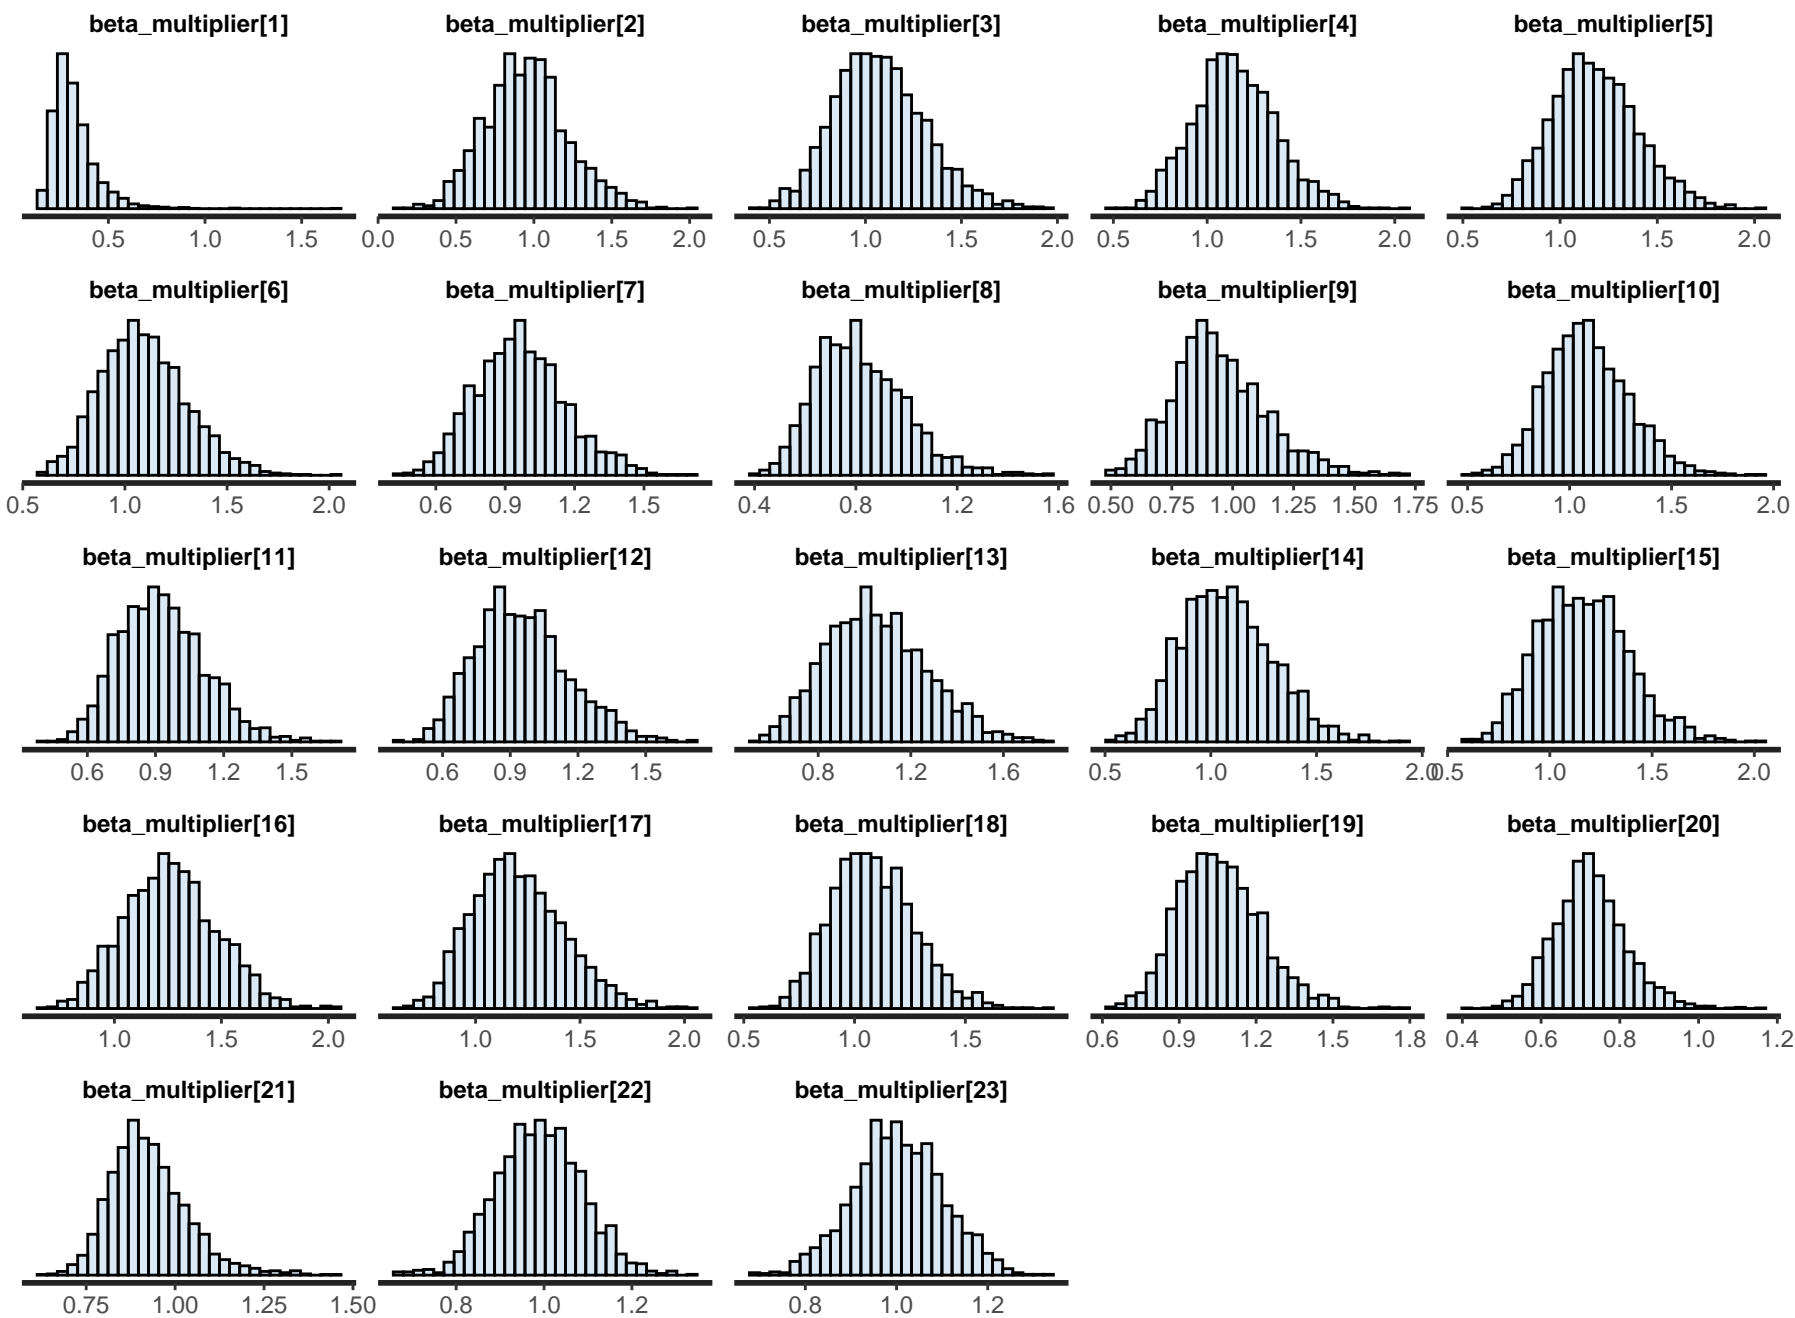 beta_multiplier[1] beta_multiplier[2] beta_multiplier[3] beta_multiplier[4] beta_multiplier[5]
0.5 1.0 1.5 0.0 0.5 1.0 1.5 2.0 0.5 1.0 1.5 2.0 0.5 1.0 1.5 2.0 0.5 1.0 1.5 2.0
beta_multiplier[6] beta_multiplier[7] beta_multiplier[8] beta_multiplier[9] beta_multiplier[10]
0.5 1.0 1.5 2.0 0.6 0.9 1.2 1.5 0.4 0.8 1.2 1.6 0.50 0.75 1.00 1.25 1.50 1.75 0.5 1.0 1.5 2.0
beta_multiplier[11] beta_multiplier[12] beta_multiplier[13] beta_multiplier[14] beta_multiplier[15]
0.6 0.9 1.2 1.5 0.6 0.9 1.2 1.5 0.8 1.2 1.6 0.5 1.0 1.5 2.0 0.5 1.0 1.5 2.0
beta_multiplier[16] beta_multiplier[17] beta_multiplier[18] beta_multiplier[19] beta_multiplier[20]
1.0 1.5 2.0 1.0 1.5 2.0 0.5 1.0 1.5 0.6 0.9 1.2 1.5 1.8 0.4 0.6 0.8 1.0 1.2
beta_multiplier[21] beta_multiplier[22] beta_multiplier[23]
0.75 1.00 1.25 1.50 0.8 1.0 1.2 0.8 1.0 1.2